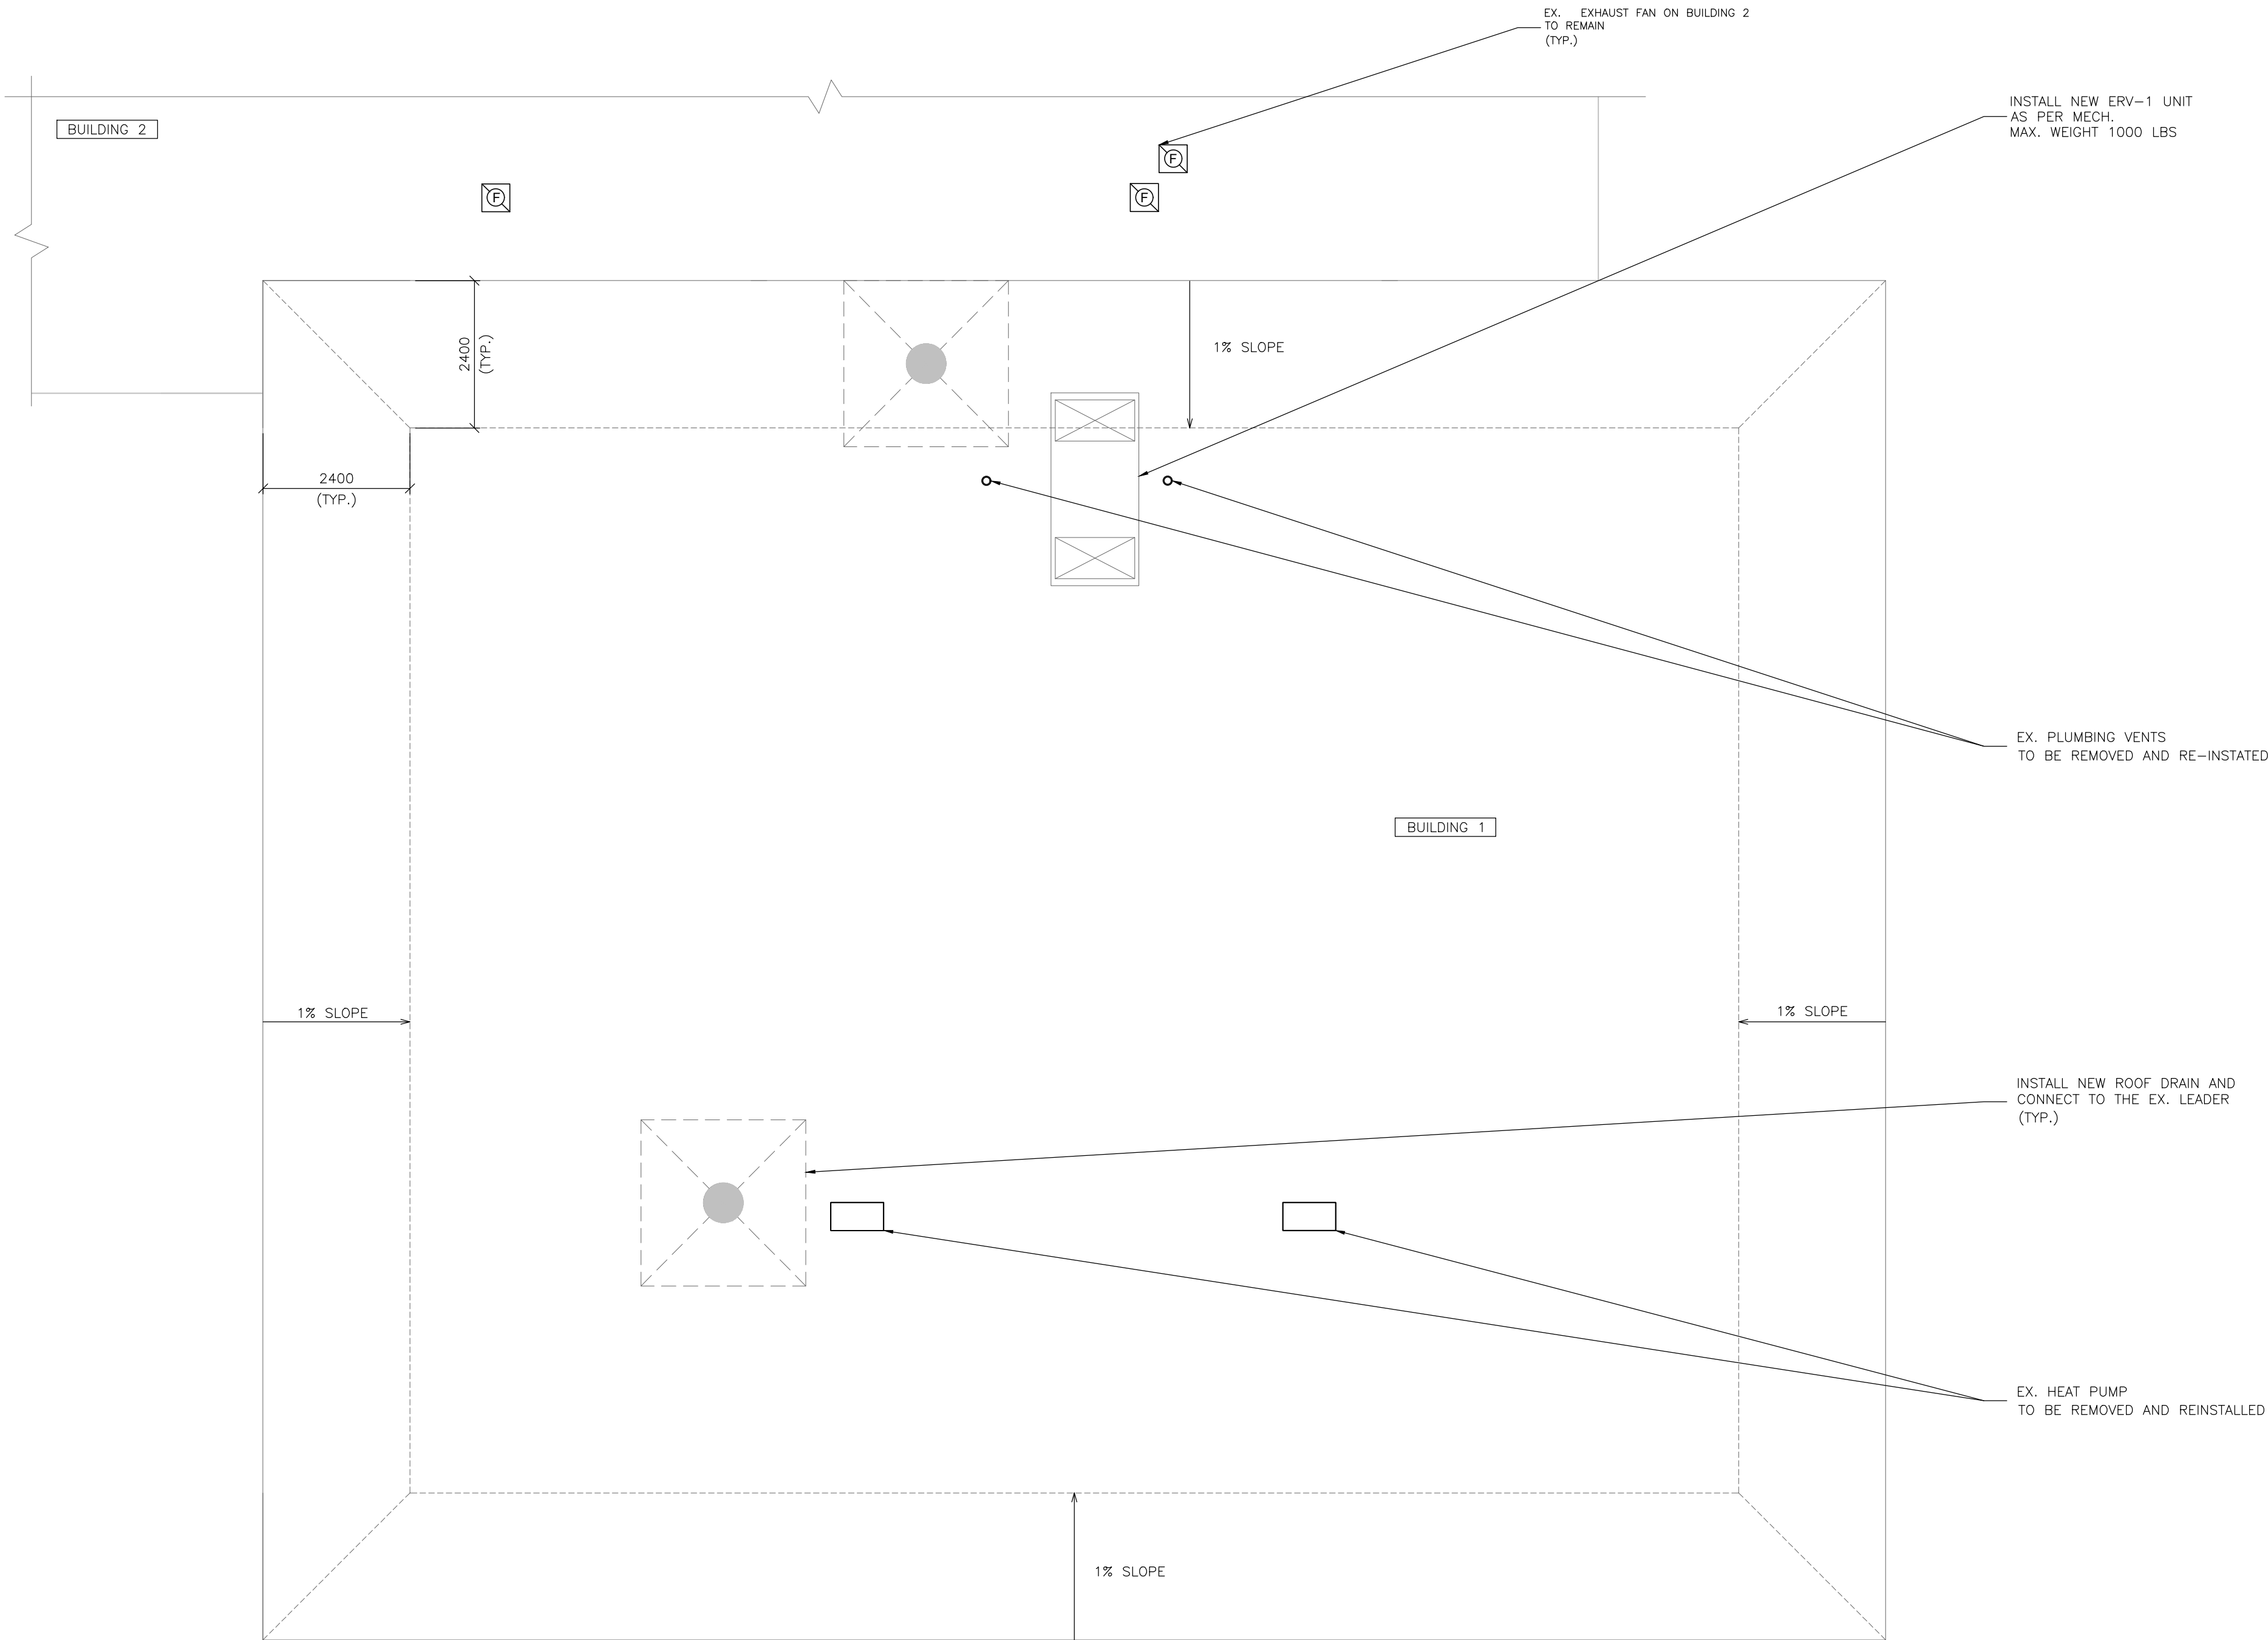 EX. EXHAUST FAN ON BUILDING 2
TO REMAIN
(TYP.)
INSTALL NEW ERV-1 UNIT
AS PER MECH.
MAX. WEIGHT 1000 LBS
BUILDING 2
F
F
F
2400
(TYP.)
1% SLOPE
2400
(TYP.)
EX. PLUMBING VENTS
TO BE REMOVED AND RE-INSTATED
BUILDING 1
1% SLOPE
1% SLOPE
INSTALL NEW ROOF DRAIN AND
CONNECT TO THE EX. LEADER
(TYP.)
EX. HEAT PUMP
TO BE REMOVED AND REINSTALLED
1% SLOPE